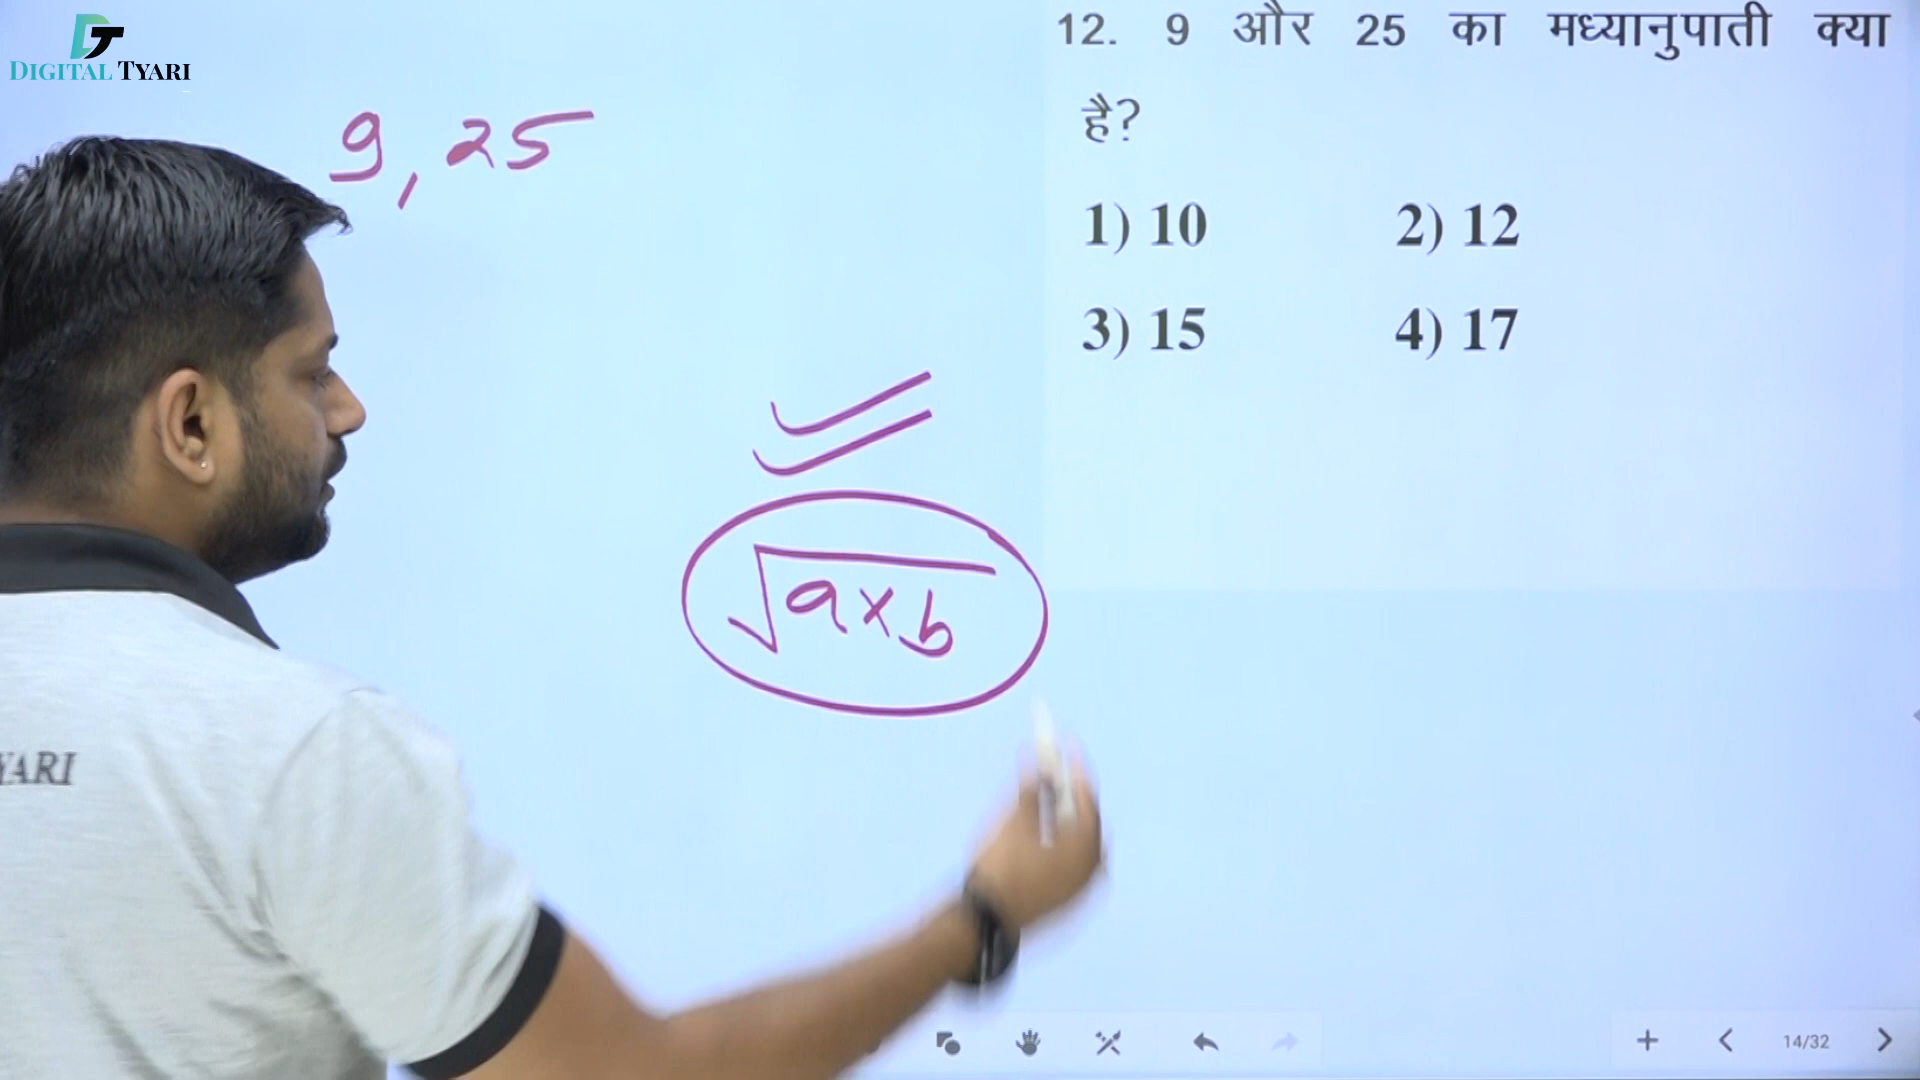 DIGITAL TYARI
12. 9 और 25 का मध्यानुपाती क्या
है?
1) 10 2) 12
3) 15 4) 17
9, 25
√a×b
YARI
14/32